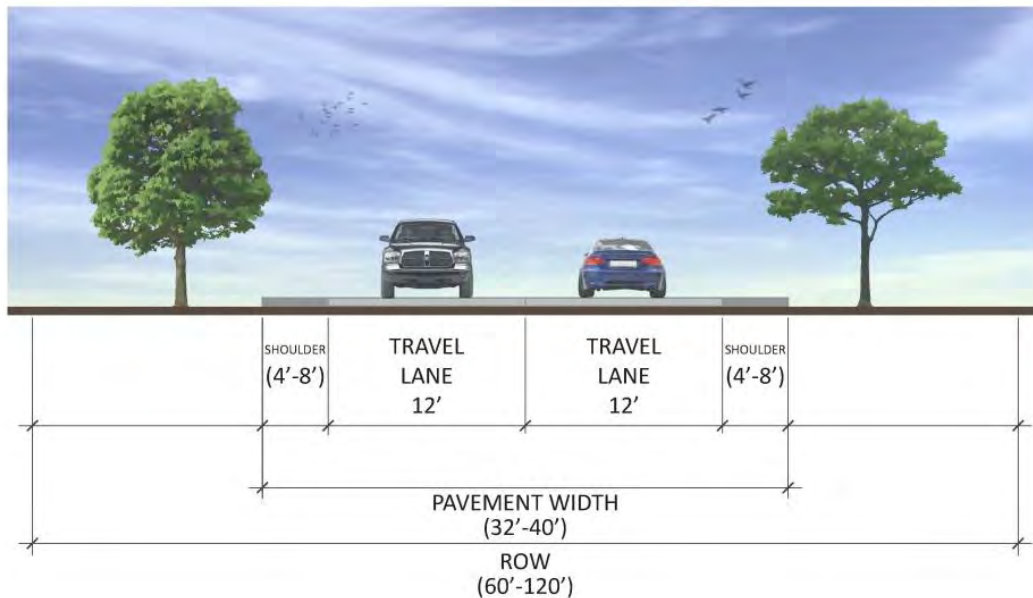 SHOULDER
(4'-8')
TRAVEL
LANE
12'
TRAVEL
LANE
12'
SHOULDER
(4'-8')
PAVEMENT WIDTH
(32'-40')
ROW
(60'-120')